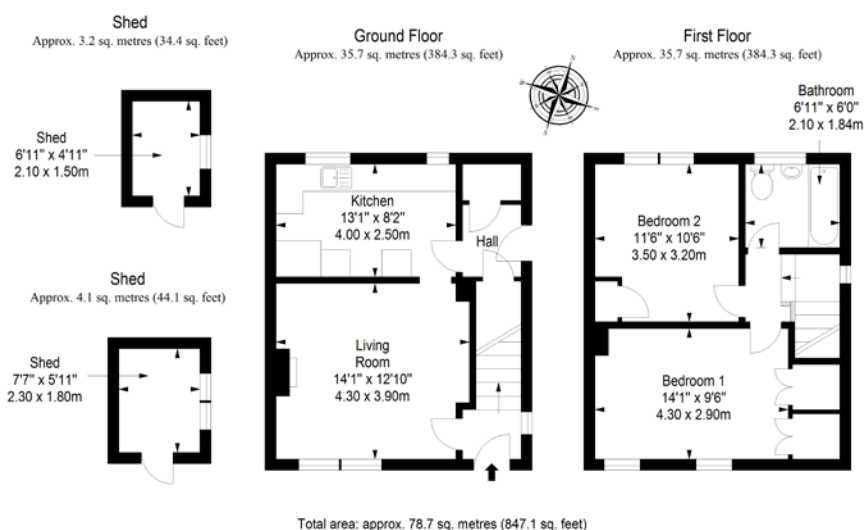 Shed
Approx. 3.2 sq. metres (34.4 sq. feet)
Shed
6'11" x 4'11"
2.10 x 1.50m
Shed
Approx. 4.1 sq. metres (44.1 sq. feet)
Shed
7'7" x 5'11"
2.30 x 1.80m
Ground Floor
Approx. 35.7 sq. metres (384.3 sq. feet)
Kitchen
13'1" x 8'2"
4.00 x 2.50m
Hall
Living
Room
14'1" x 12'10"
4.30 x 3.90m
First Floor
Approx. 35.7 sq. metres (384.3 sq. feet)
Bathroom
6'11" x 6'0"
2.10 x 1.84m
Bedroom 2
11'6" x 10'6"
3.50 x 3.20m
Bedroom 1
14'1" x 9'6"
4.30 x 2.90m
Total area: approx. 78.7 sq. metres (847.1 sq. feet)